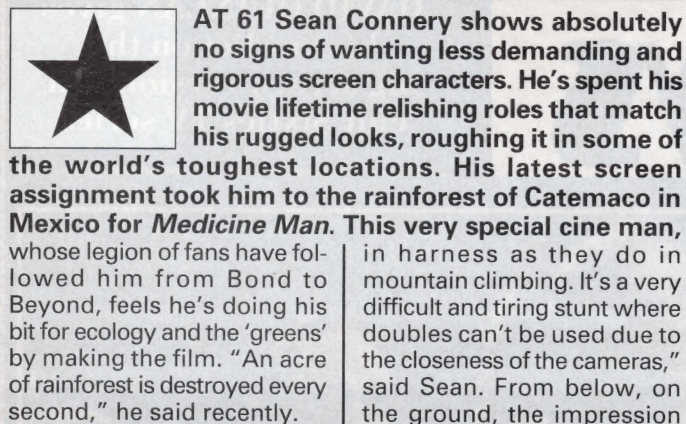 AT 61 Sean Connery shows absolutely
no signs of wanting less demanding and
rigorous screen characters. He's spent his
movie lifetime relishing roles that match
his rugged looks, roughing it in some of
the world's toughest locations. His latest screen
assignment took him to the rainforest of Catemaco in
Mexico for Medicine Man. This very special cine man,
whose legion of fans have fol-
lowed him from Bond to
Beyond, feels he's doing his
bit for ecology and the 'greens'
by making the film. "An acre
of rainforest is destroyed every
second," he said recently.
in harness as they do in
mountain climbing. It's a very
difficult and tiring stunt where
doubles can't be used due to
the closeness of the cameras,"
said Sean. From below, on
the ground, the impression